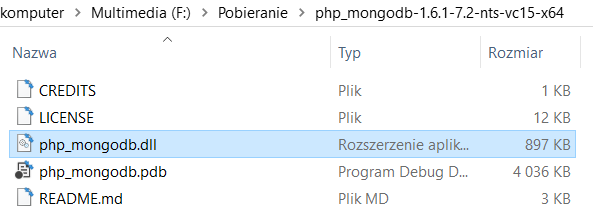 komputer > Multimedia (F:) > Pobieranie > php_mongodb-1.6.1-7.2-nts-vc15-x64
Nazwa Typ Rozmiar
CREDITS Plik 1 KB
LICENSE Plik 12 KB
php_mongodb.dll Rozszerzenie aplik... 897 KB
php_mongodb.pdb Program Debug D... 4 036 KB
README.md Plik MD 3 KB